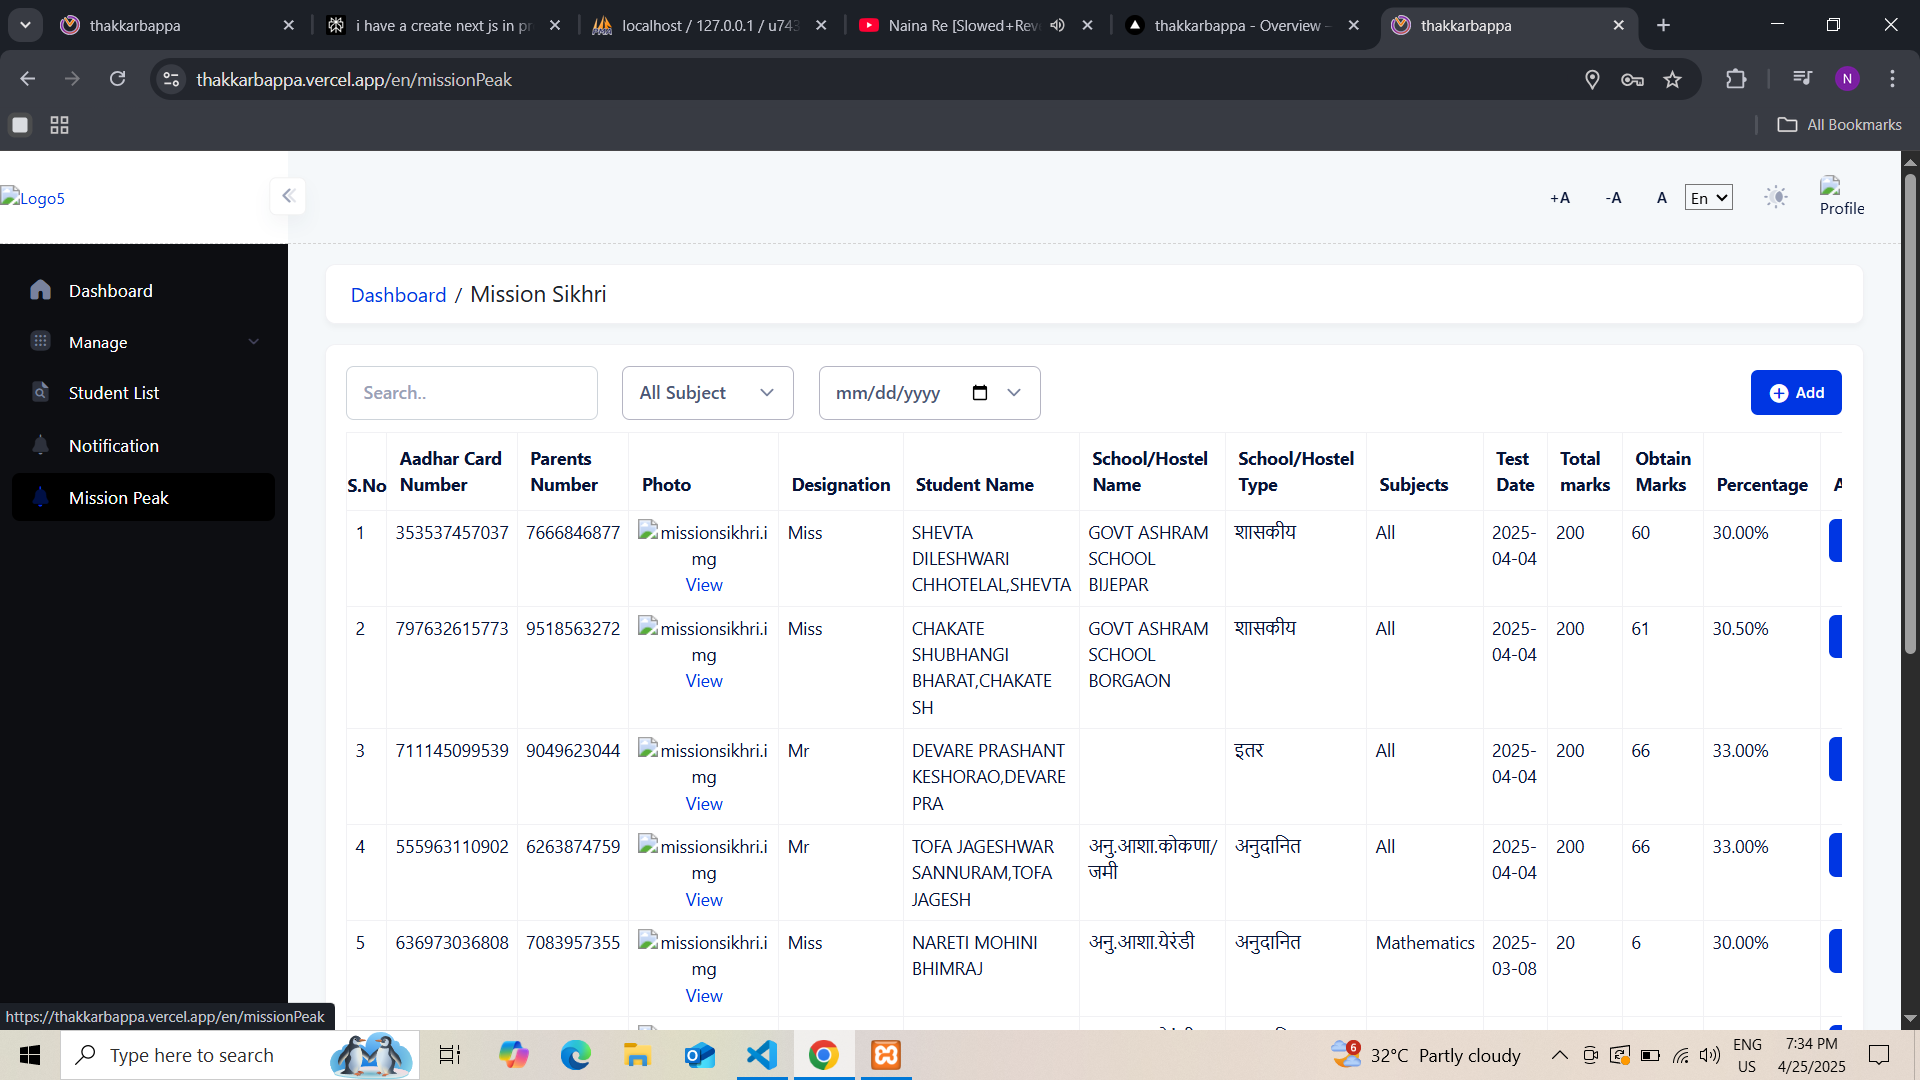 thakkarbappa
i have a create next js in pr
localhost / 127.0.0.1 / u743
Naina Re [Slowed+Reve
thakkarbappa - Overview –
thakkarbappa
thakkarbappa.vercel.app/en/missionPeak
N
All Bookmarks
Logo5
+A
-A
A
En
Profile
Dashboard
Manage
Student List
Notification
Mission Peak
Dashboard / Mission Sikhri
Search..
All Subject
mm/dd/yyyy
Add
S.No Aadhar Card Number Parents Number Photo Designation Student Name School/Hostel Name School/Hostel Type Subjects Test Date Total marks Obtain Marks Percentage A
1 353537457037 7666846877 missionsikhri.img View Miss SHEVTA DILESHWARI CHHOTELAL,SHEVTA GOVT ASHRAM SCHOOL BIJEPAR शासकीय All 2025-04-04 200 60 30.00%
2 797632615773 9518563272 missionsikhri.img View Miss CHAKATE SHUBHANGI BHARAT,CHAKATE SH GOVT ASHRAM SCHOOL BORGAON शासकीय All 2025-04-04 200 61 30.50%
3 711145099539 9049623044 missionsikhri.img View Mr DEVARE PRASHANT KESHORAO,DEVARE PRA इतर All 2025-04-04 200 66 33.00%
4 555963110902 6263874759 missionsikhri.img View Mr TOFA JAGESHWAR SANNURAM,TOFA JAGESH अनु.आशा.कोकणा/जमी अनुदानित All 2025-04-04 200 66 33.00%
5 636973036808 7083957355 missionsikhri.img View Miss NARETI MOHINI BHIMRAJ अनु.आशा.येरंडी अनुदानित Mathematics 2025-03-08 20 6 30.00%
https://thakkarbappa.vercel.app/en/missionPeak
Type here to search
6
32°C Partly cloudy
ENG
US
7:34 PM
4/25/2025